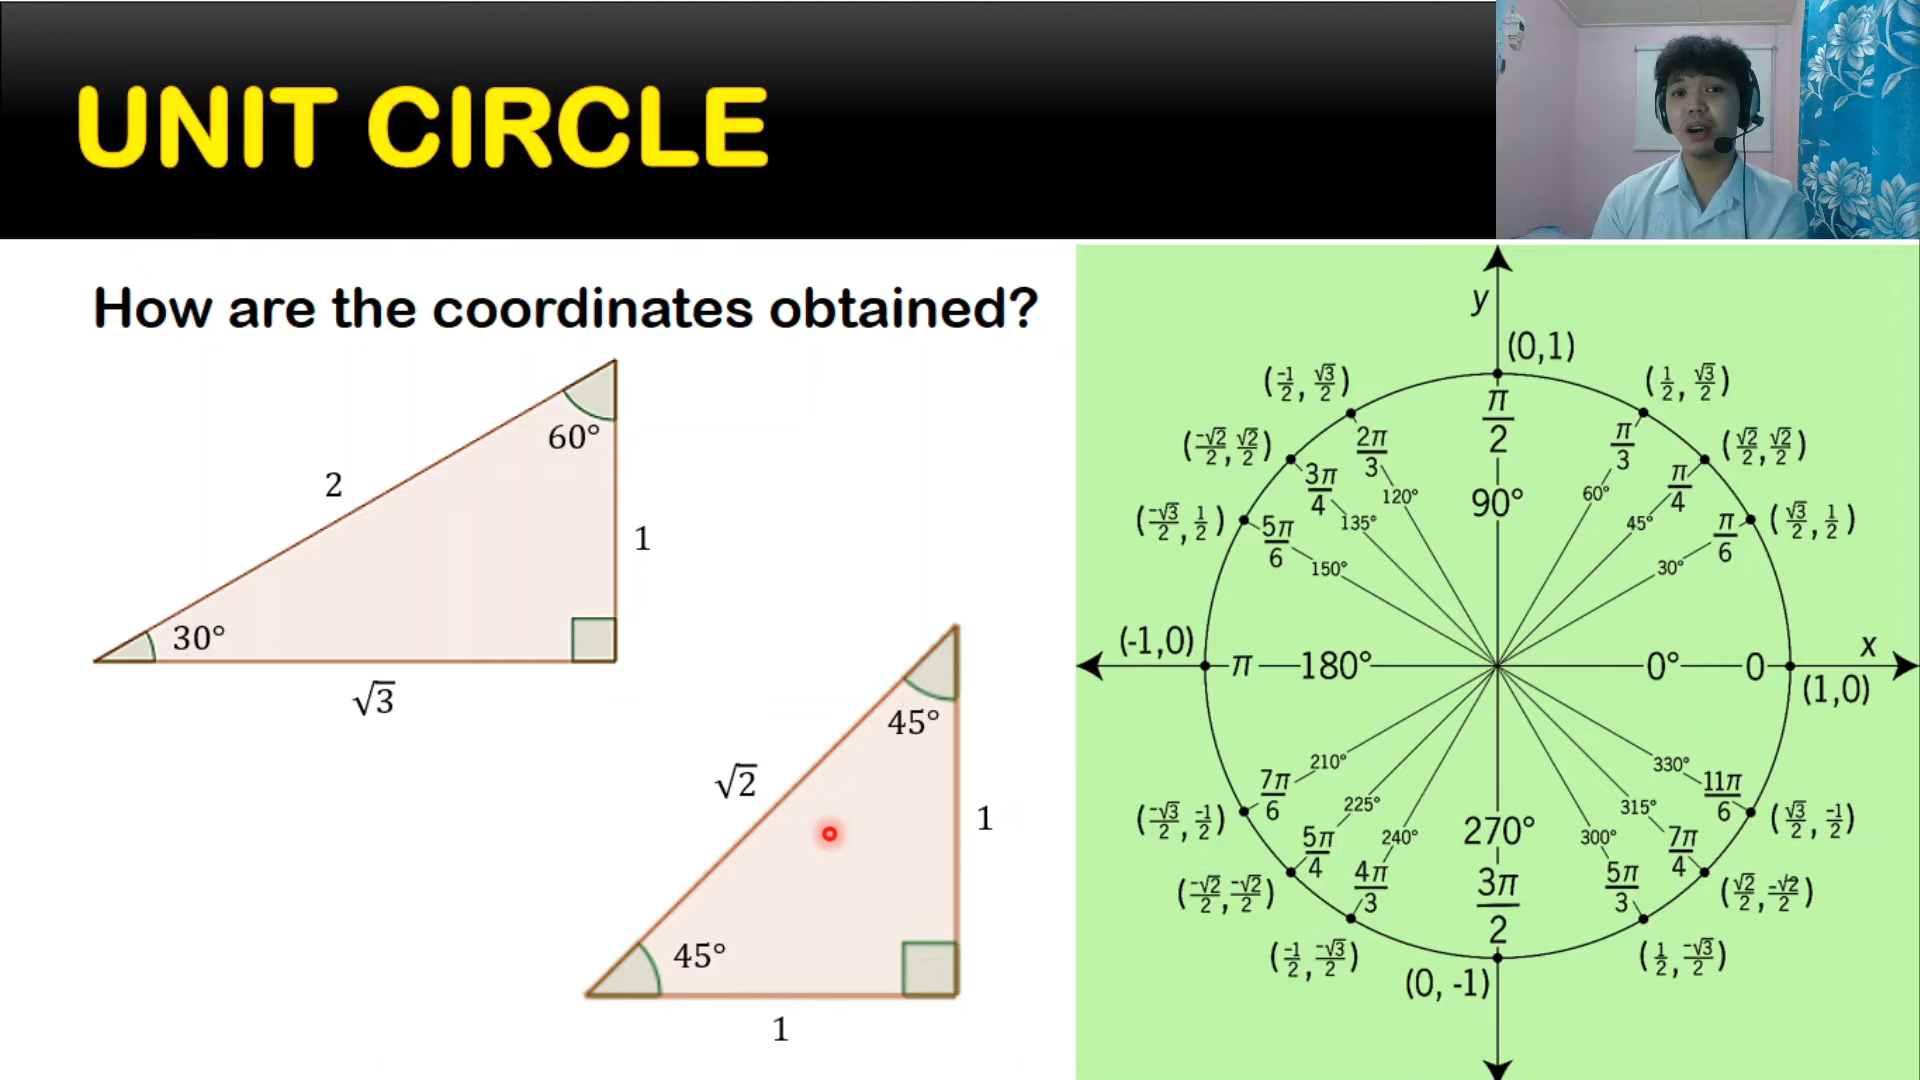 UNIT CIRCLE
How are the coordinates obtained?
60°
2
1
30°
√3
45°
√2
1
45°
1
y
(0,1)
(-1/2, √3/2)
(1/2, √3/2)
π/2
2π/3
π/3
(-√2/2, √2/2)
(√2/2, √2/2)
3π/4
π/4
120°
90°
60°
(-√3/2, 1/2)
(√3/2, 1/2)
5π/6
135°
45°
π/6
150°
30°
(-1,0)
x
π
180°
0°
0
(1,0)
210°
330°
7π/6
11π/6
225°
315°
(-√3/2, -1/2)
(√3/2, -1/2)
240°
270°
300°
5π/4
7π/4
4π/3
3π/2
5π/3
(-√2/2, -√2/2)
(√2/2, -√2/2)
(-1/2, -√3/2)
(1/2, -√3/2)
(0, -1)